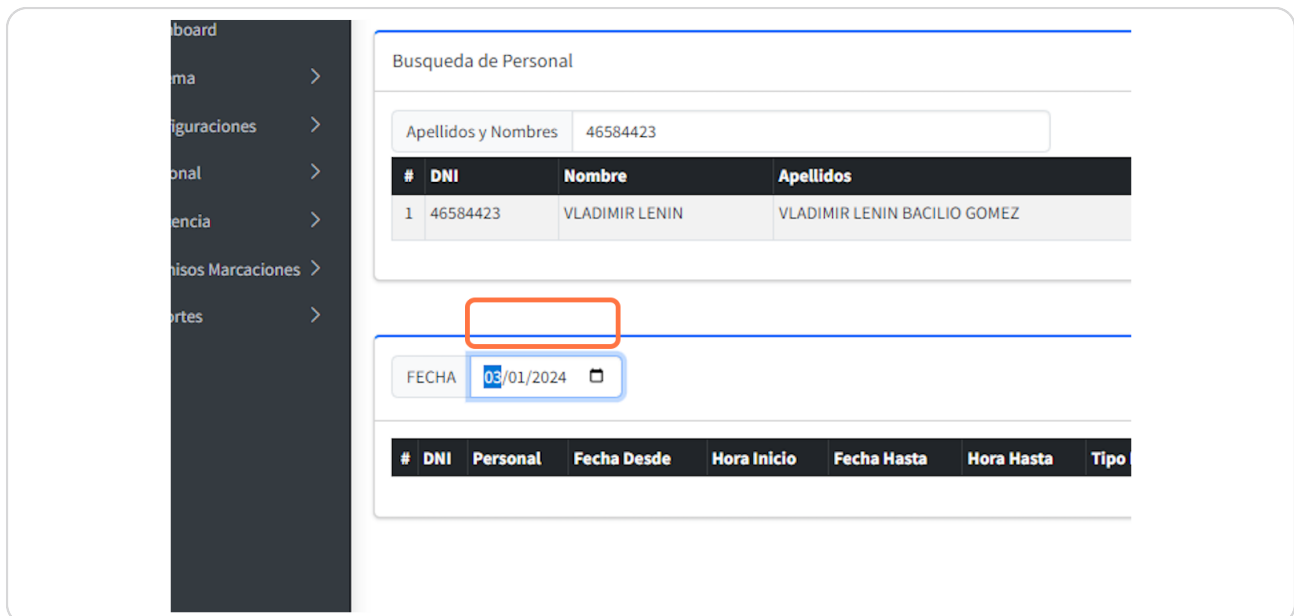 board
ema
figuraciones
onal
encia
nisos Marcaciones
ortes
Busqueda de Personal
Apellidos y Nombres 46584423
# DNI Nombre Apellidos
1 46584423 VLADIMIR LENIN VLADIMIR LENIN BACILIO GOMEZ
FECHA 03/01/2024
# DNI Personal Fecha Desde Hora Inicio Fecha Hasta Hora Hasta Tipo